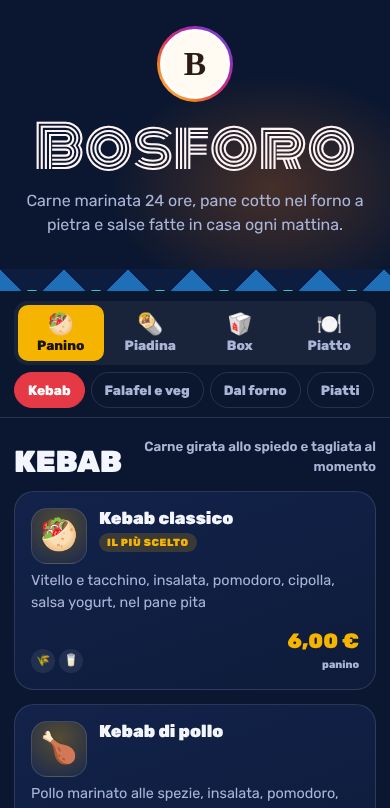 B
BOSFORO
Carne marinata 24 ore, pane cotto nel forno a
pietra e salse fatte in casa ogni mattina.
Panino
Piadina
Box
Piatto
Kebab
Falafel e veg
Dal forno
Piatti
KEBAB
Carne girata allo spiedo e tagliata al
momento
Kebab classico
IL PIÙ SCELTO
Vitello e tacchino, insalata, pomodoro, cipolla,
salsa yogurt, nel pane pita
6,00 €
panino
Kebab di pollo
Pollo marinato alle spezie, insalata, pomodoro,